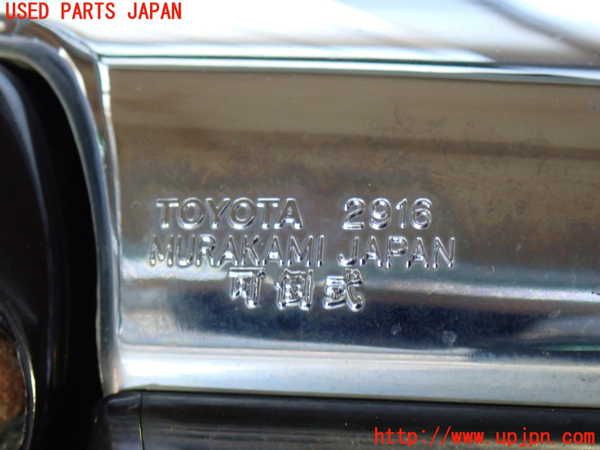 USED PARTS JAPAN
TOYOTA 2916
MURAKAMI JAPAN
可倒式
http://www.upjpn.com/